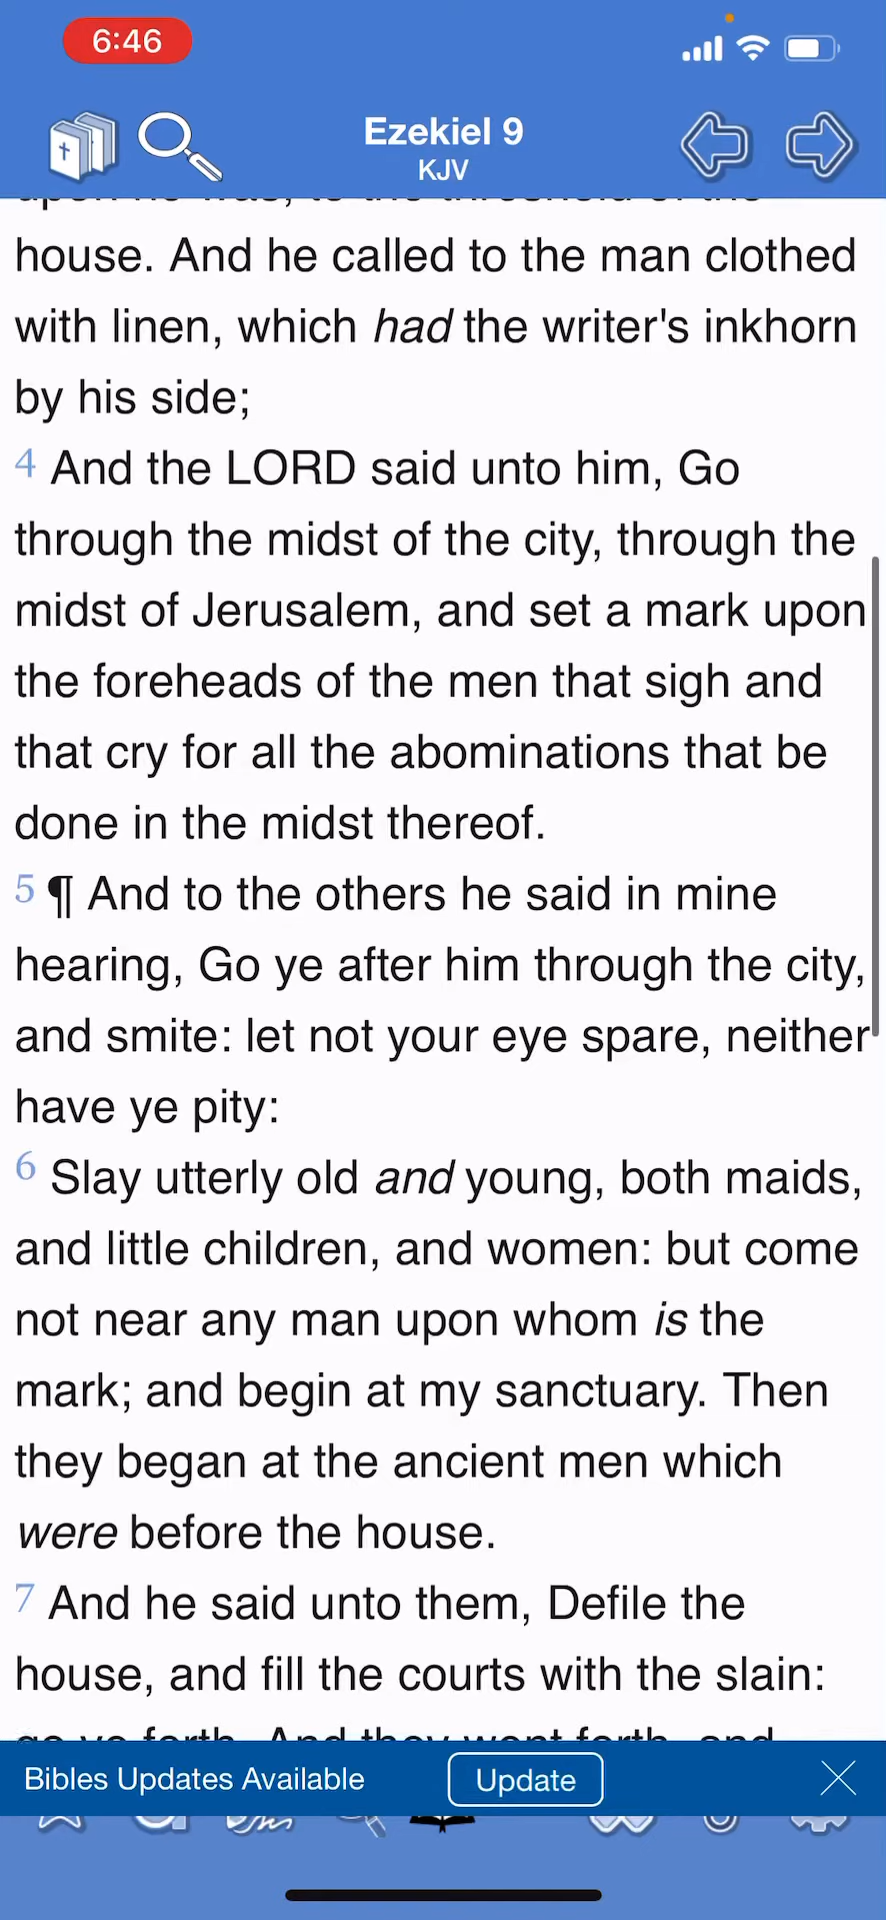 6:46
Ezekiel 9
KJV
house. And he called to the man clothed
with linen, which had the writer's inkhorn
by his side;
4 And the LORD said unto him, Go
through the midst of the city, through the
midst of Jerusalem, and set a mark upon
the foreheads of the men that sigh and
that cry for all the abominations that be
done in the midst thereof.
5 ¶ And to the others he said in mine
hearing, Go ye after him through the city,
and smite: let not your eye spare, neither
have ye pity:
6 Slay utterly old and young, both maids,
and little children, and women: but come
not near any man upon whom is the
mark; and begin at my sanctuary. Then
they began at the ancient men which
were before the house.
7 And he said unto them, Defile the
house, and fill the courts with the slain:
go ye forth. And they went forth, and
Bibles Updates Available
Update